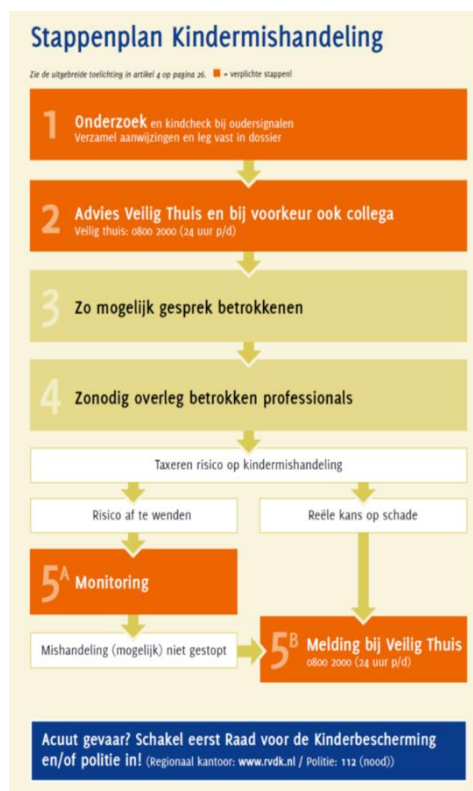 Stappenplan Kindermishandeling
Zie de uitgebreide toelichting in artikel 4 op pagina 26. = verplichte stappen!
1
Onderzoek en kindcheck bij oudersignalen
Verzamel aanwijzingen en leg vast in dossier
2
Advies Veilig Thuis en bij voorkeur ook collega
Veilig thuis: 0800 2000 (24 uur p/d)
3
Zo mogelijk gesprek betrokkenen
4
Zonodig overleg betrokken professionals
Taxeren risico op kindermishandeling
Risico af te wenden
Reële kans op schade
5A Monitoring
Mishandeling (mogelijk) niet gestopt
5B Melding bij Veilig Thuis
0800 2000 (24 uur p/d)
Acuut gevaar? Schakel eerst Raad voor de Kinderbescherming
en/of politie in! (Regionaal kantoor: www.rvdk.nl / Politie: 112 (nood))